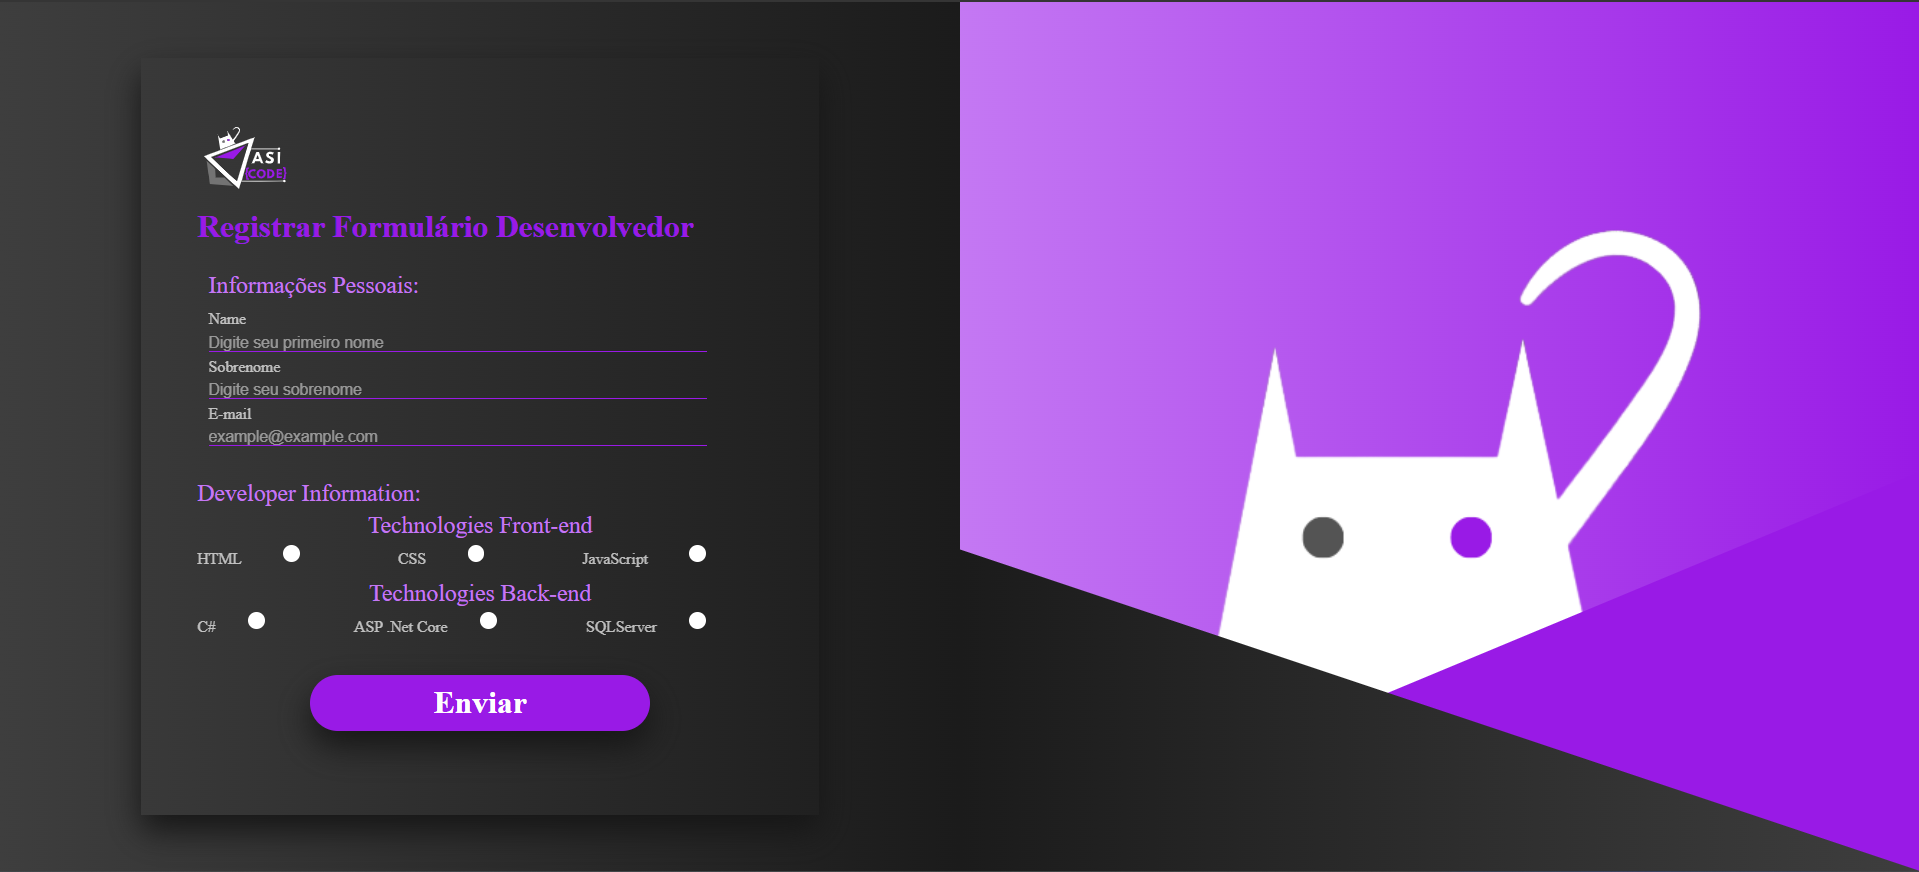 ASI
{CODE}
Registrar Formulário Desenvolvedor
Informações Pessoais:
Name
Digite seu primeiro nome
Sobrenome
Digite seu sobrenome
E-mail
example@example.com
Developer Information:
Technologies Front-end
HTML CSS JavaScript
Technologies Back-end
C# ASP .Net Core SQLServer
Enviar